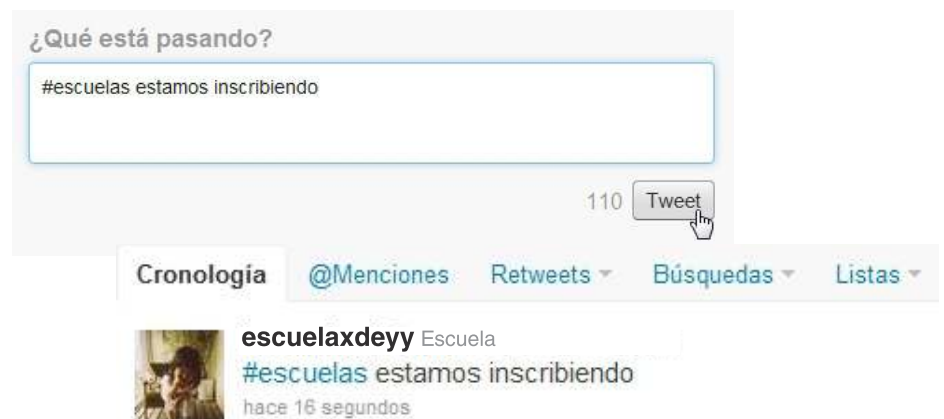 ¿Qué está pasando?
#escuelas estamos inscribiendo
110 Tweet
Cronología @Menciones Retweets Búsquedas Listas
escuelaxdeyy Escuela
#escuelas estamos inscribiendo
hace 16 segundos